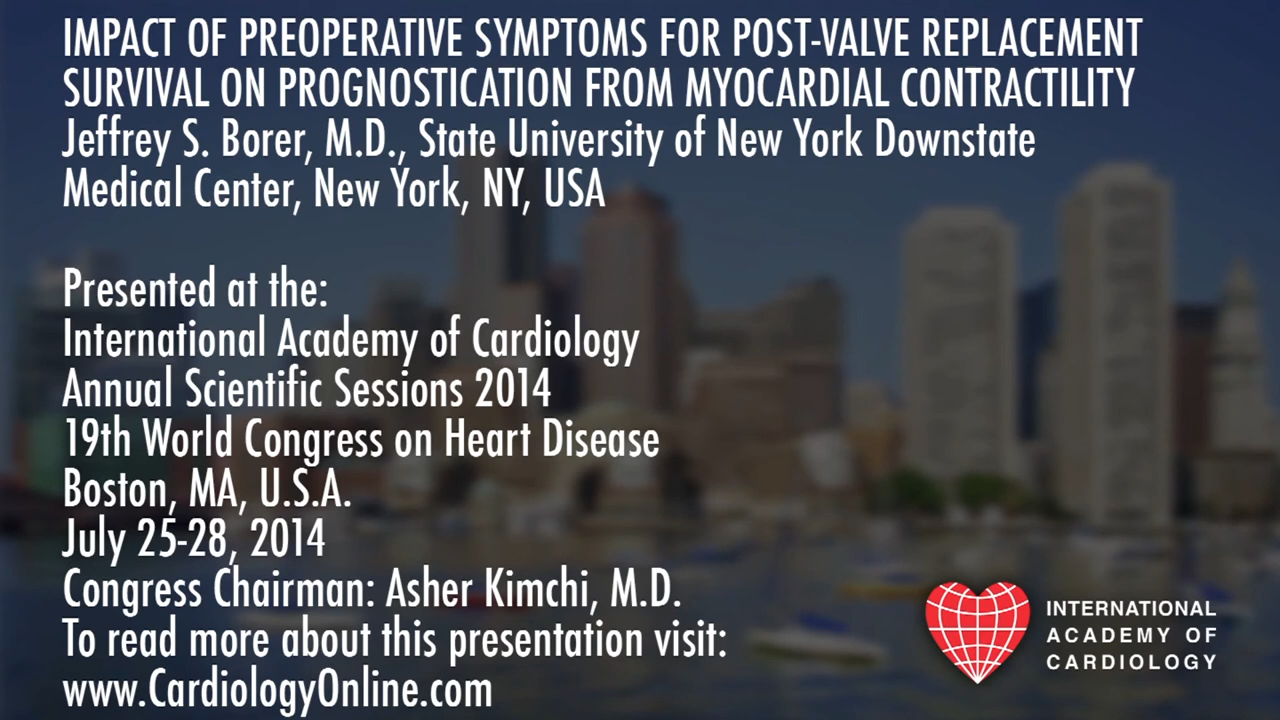 IMPACT OF PREOPERATIVE SYMPTOMS FOR POST-VALVE REPLACEMENT
SURVIVAL ON PROGNOSTICATION FROM MYOCARDIAL CONTRACTILITY
Jeffrey S. Borer, M.D., State University of New York Downstate
Medical Center, New York, NY, USA
Presented at the:
International Academy of Cardiology
Annual Scientific Sessions 2014
19th World Congress on Heart Disease
Boston, MA, U.S.A.
July 25-28, 2014
Congress Chairman: Asher Kimchi, M.D.
To read more about this presentation visit:
www.CardiologyOnline.com
INTERNATIONAL
ACADEMY OF
CARDIOLOGY